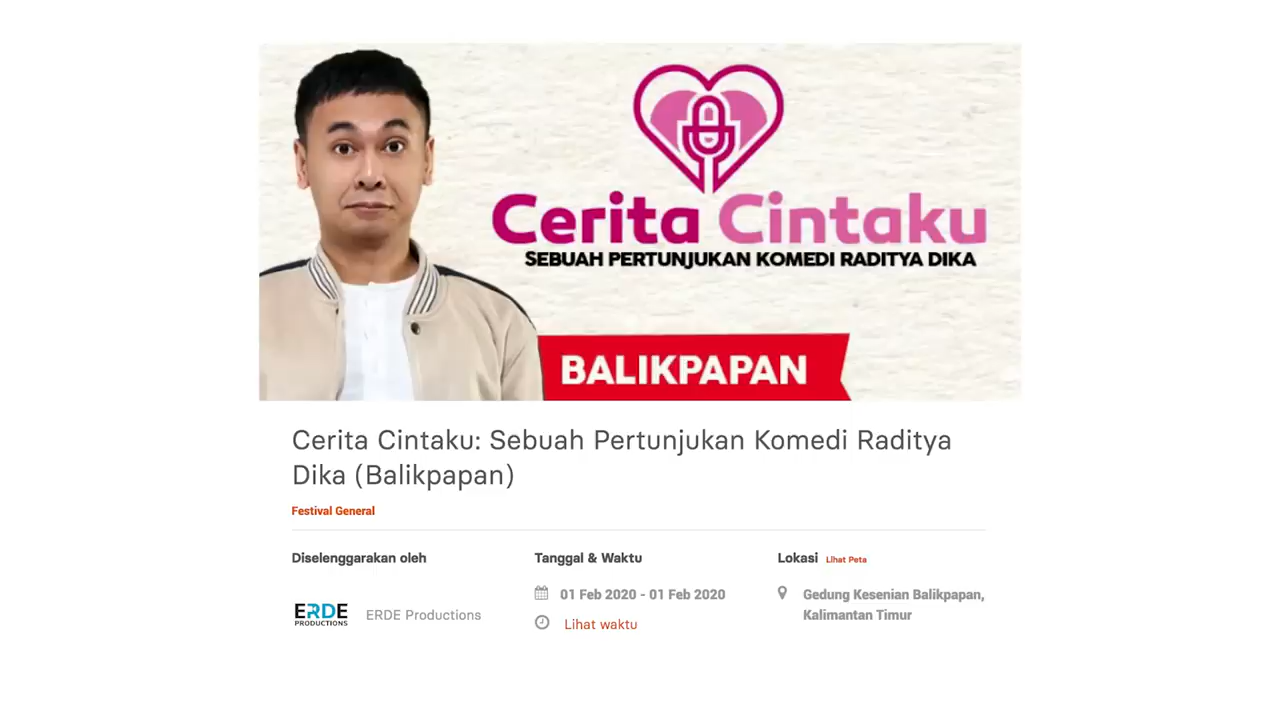 Cerita Cintaku
SEBUAH PERTUNJUKAN KOMEDI RADITYA DIKA
BALIKPAPAN
Cerita Cintaku: Sebuah Pertunjukan Komedi Raditya
Dika (Balikpapan)
Festival General
Diselenggarakan oleh
ERDE
PRODUCTIONS
ERDE Productions
Tanggal & Waktu
01 Feb 2020 - 01 Feb 2020
Lihat waktu
Lokasi Lihat Peta
Gedung Kesenian Balikpapan,
Kalimantan Timur